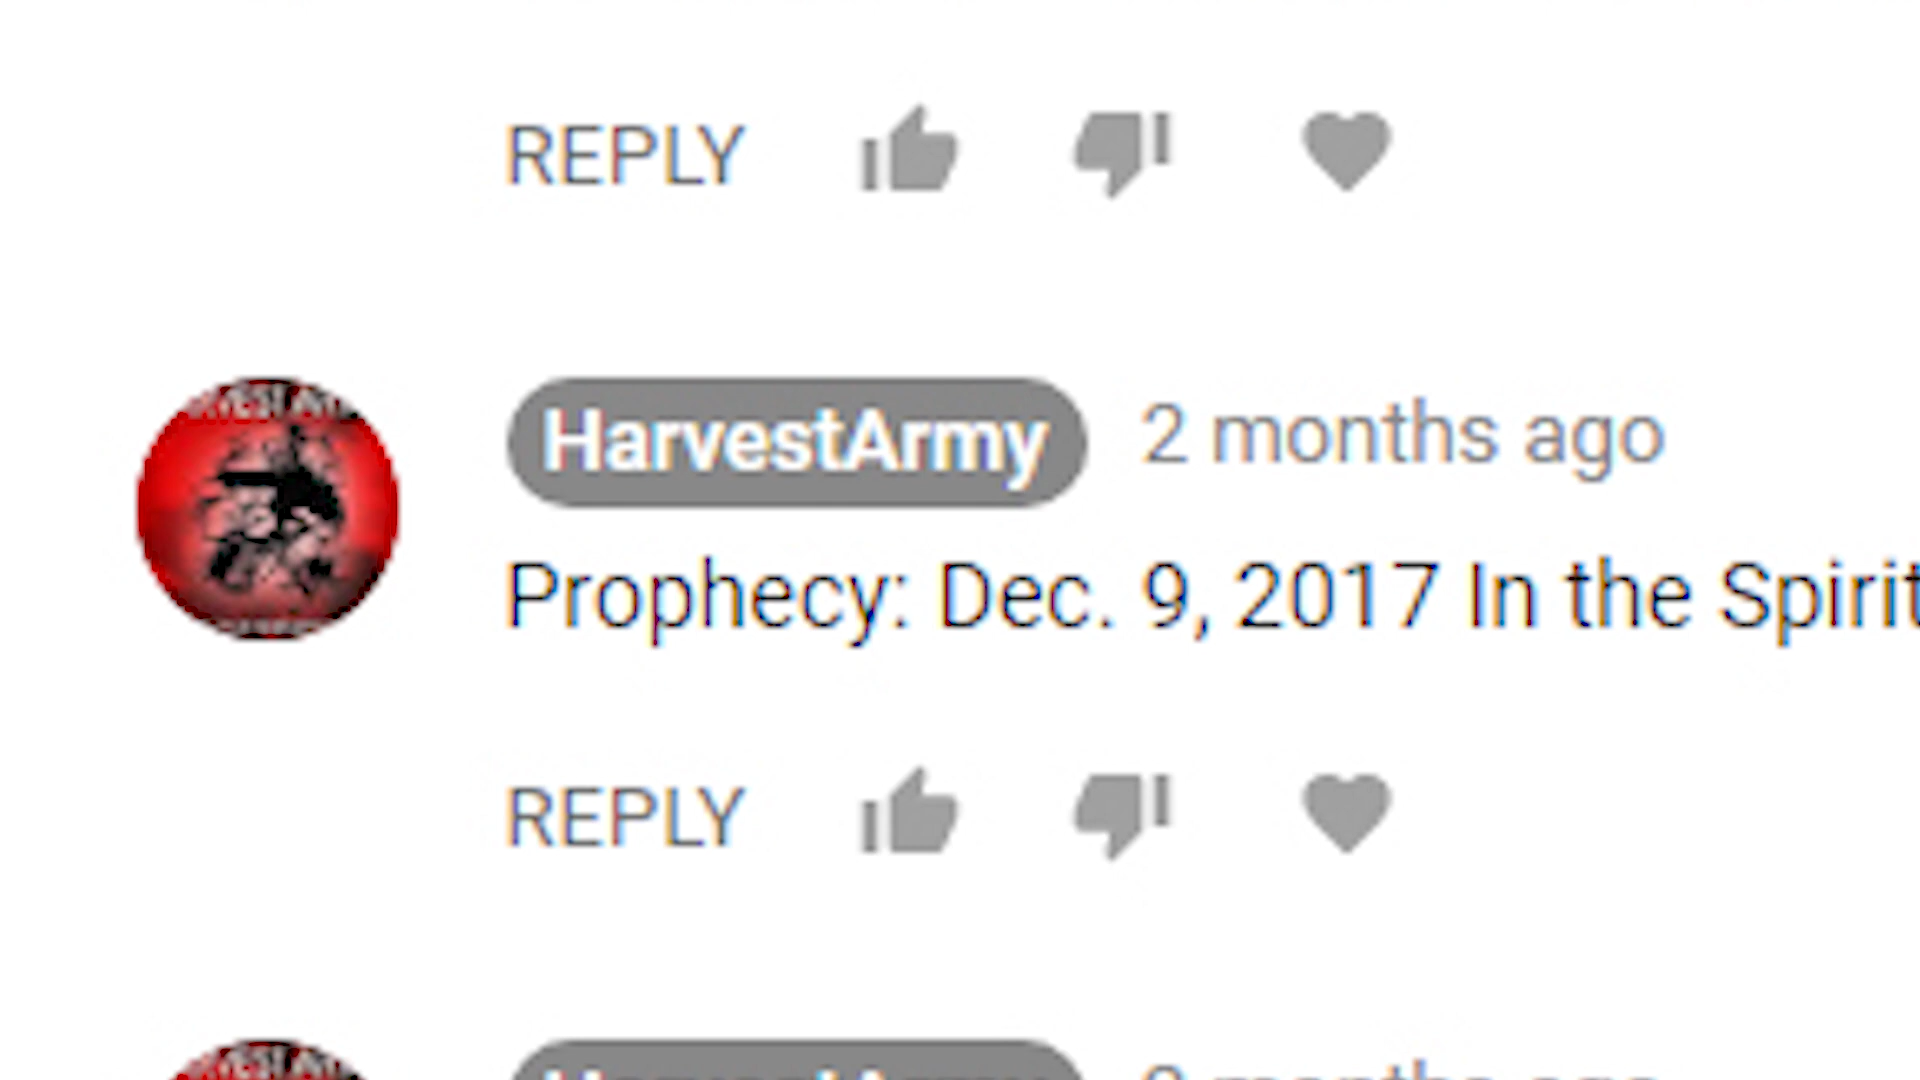 REPLY
HarvestArmy 2 months ago
Prophecy: Dec. 9, 2017 In the Spirit
REPLY